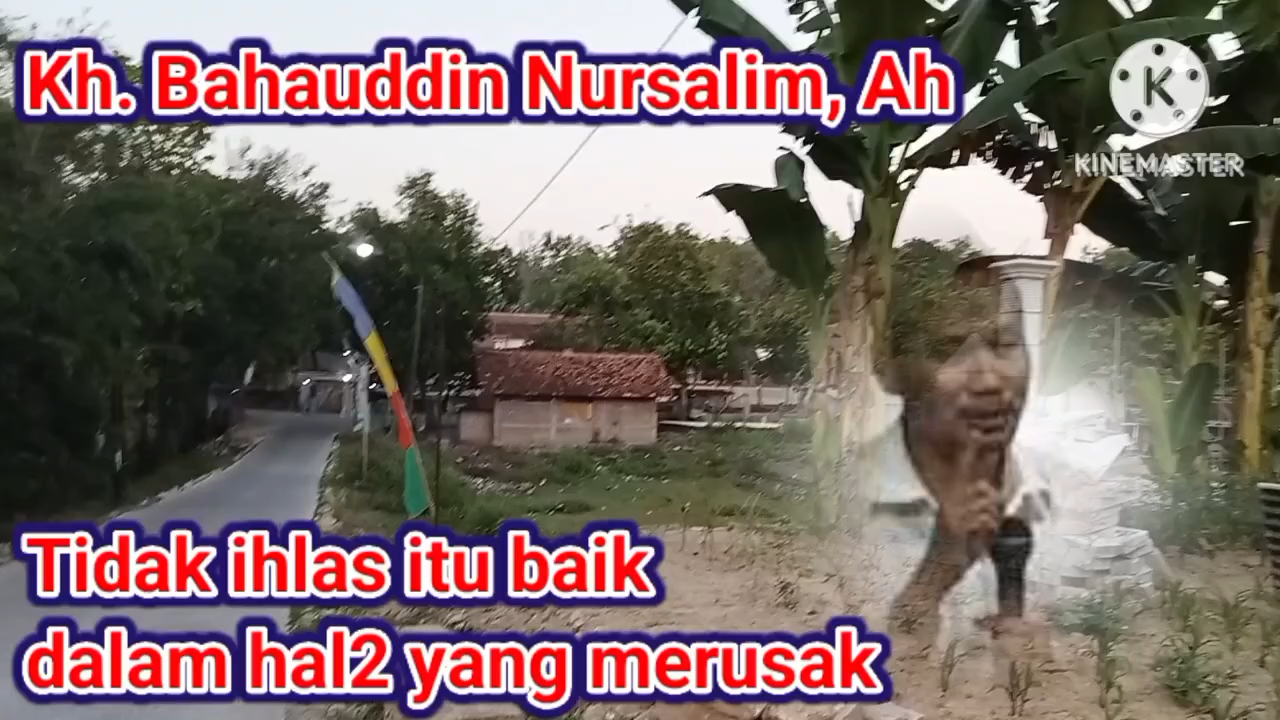 Kh. Bahauddin Nursalim, Ah
K
KINEMASTER
Tidak ihlas itu baik
dalam hal2 yang merusak